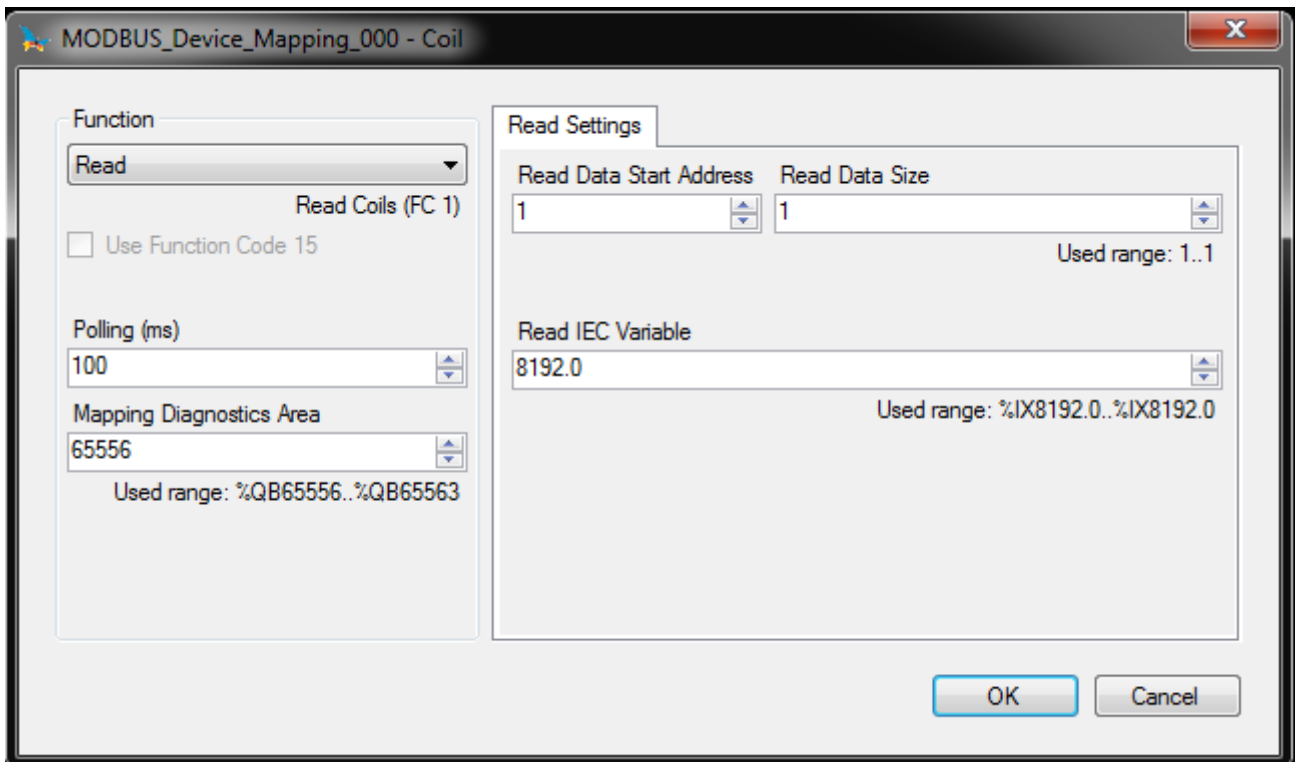 MODBUS_Device_Mapping_000 - Coil
Function
Read
Read Coils (FC 1)
Use Function Code 15
Polling (ms)
100
Mapping Diagnostics Area
65556
Used range: %QB65556..%QB65563
Read Settings
Read Data Start Address Read Data Size
1 1
Used range: 1..1
Read IEC Variable
8192.0
Used range: %IX8192.0..%IX8192.0
OK Cancel